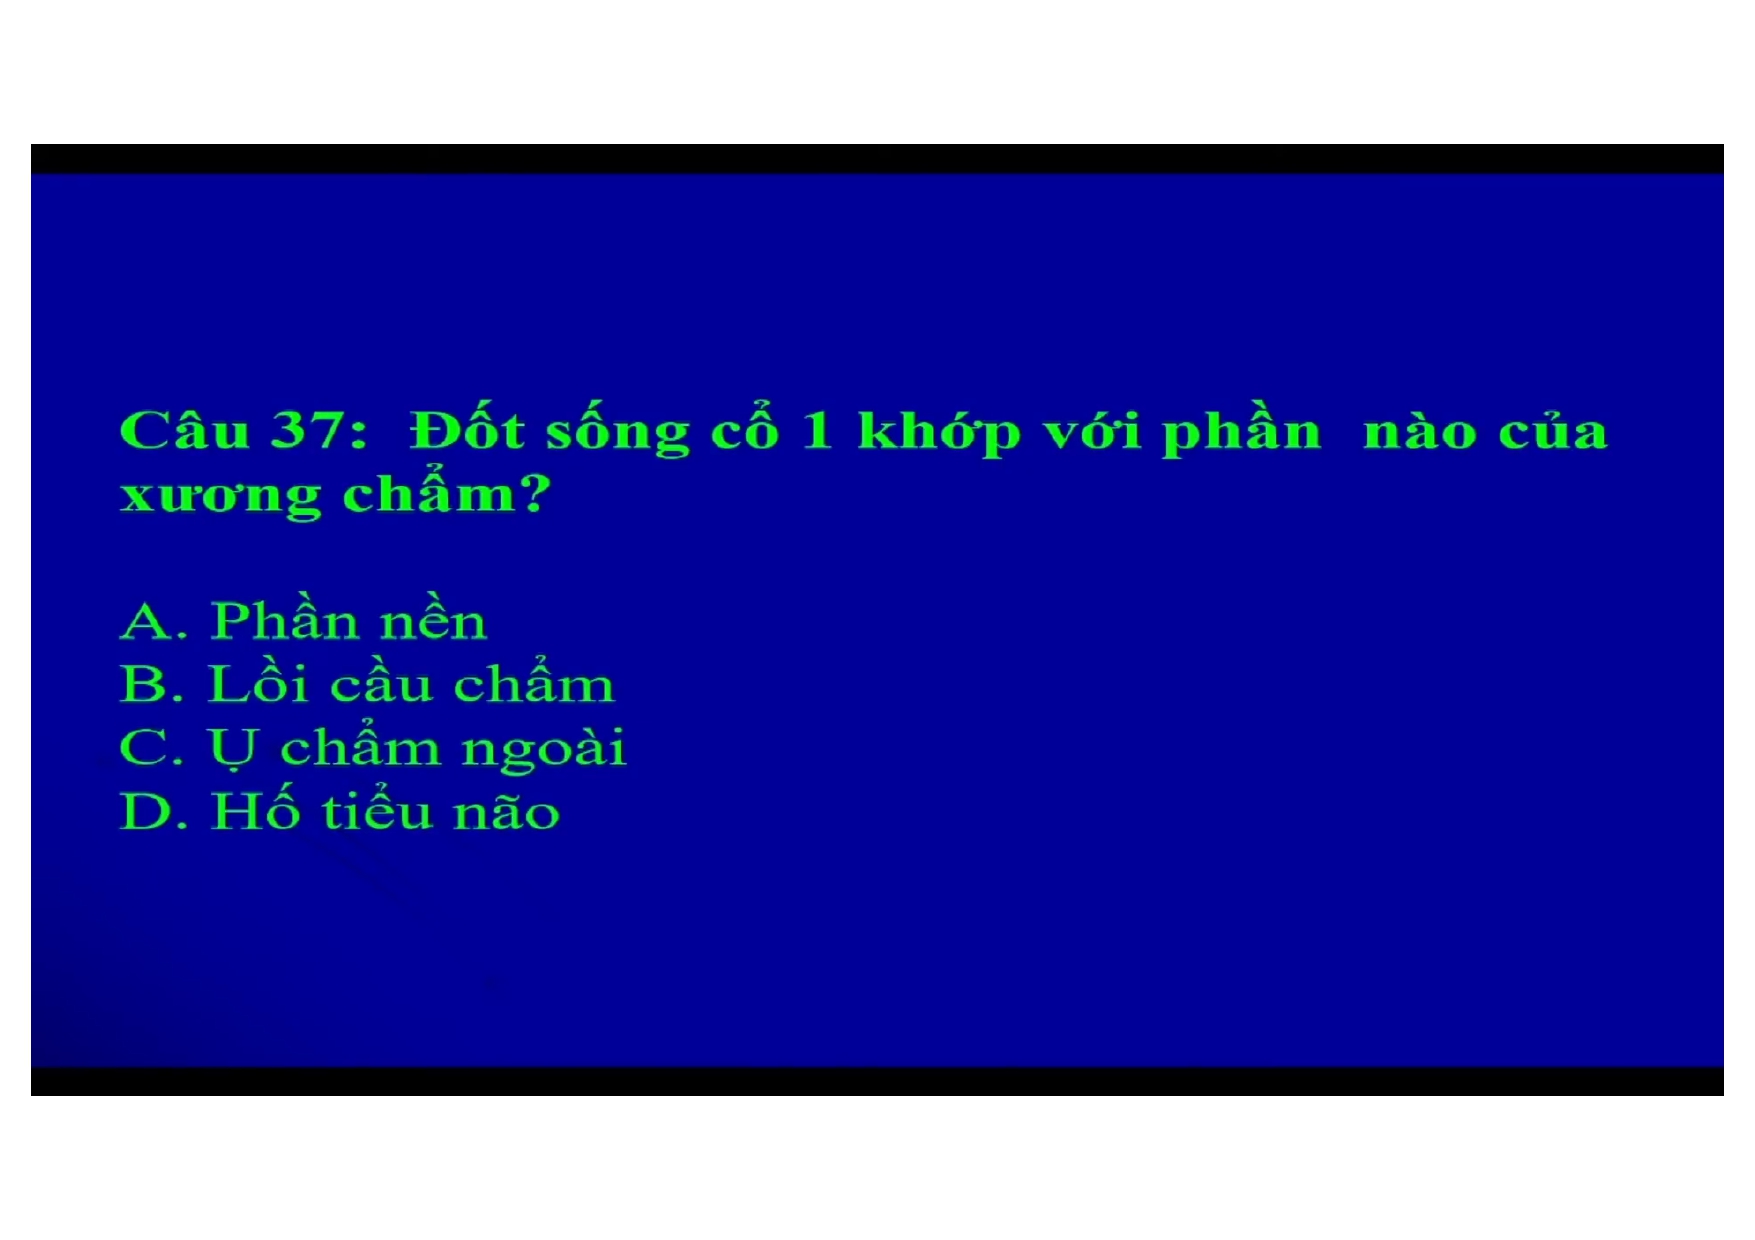 Câu 37: Đốt sống cổ 1 khớp với phần nào của
xương chẩm?
A. Phần nền
B. Lồi cầu chẩm
C. Ụ chẩm ngoài
D. Hố tiểu não